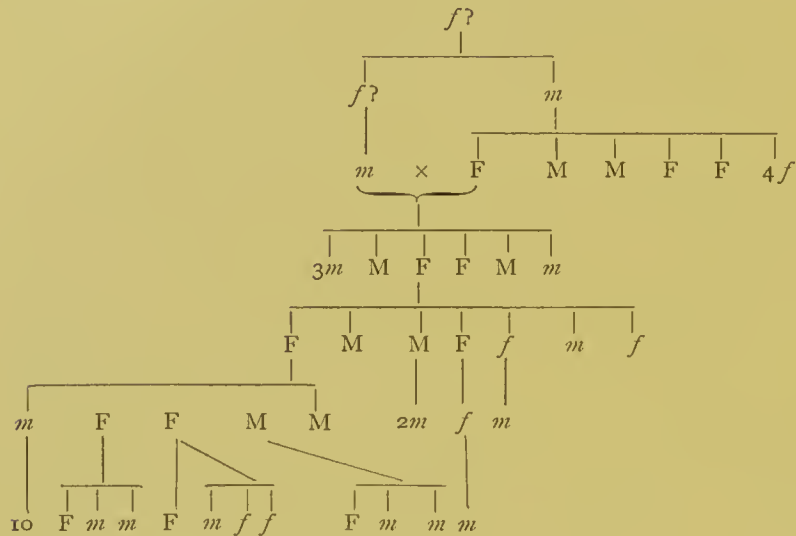 f?
f? m
m × F M M F F 4f
3m M F F M m
F M M F f m f
m F F M M 2m f m
10 F m m F m f f F m m m